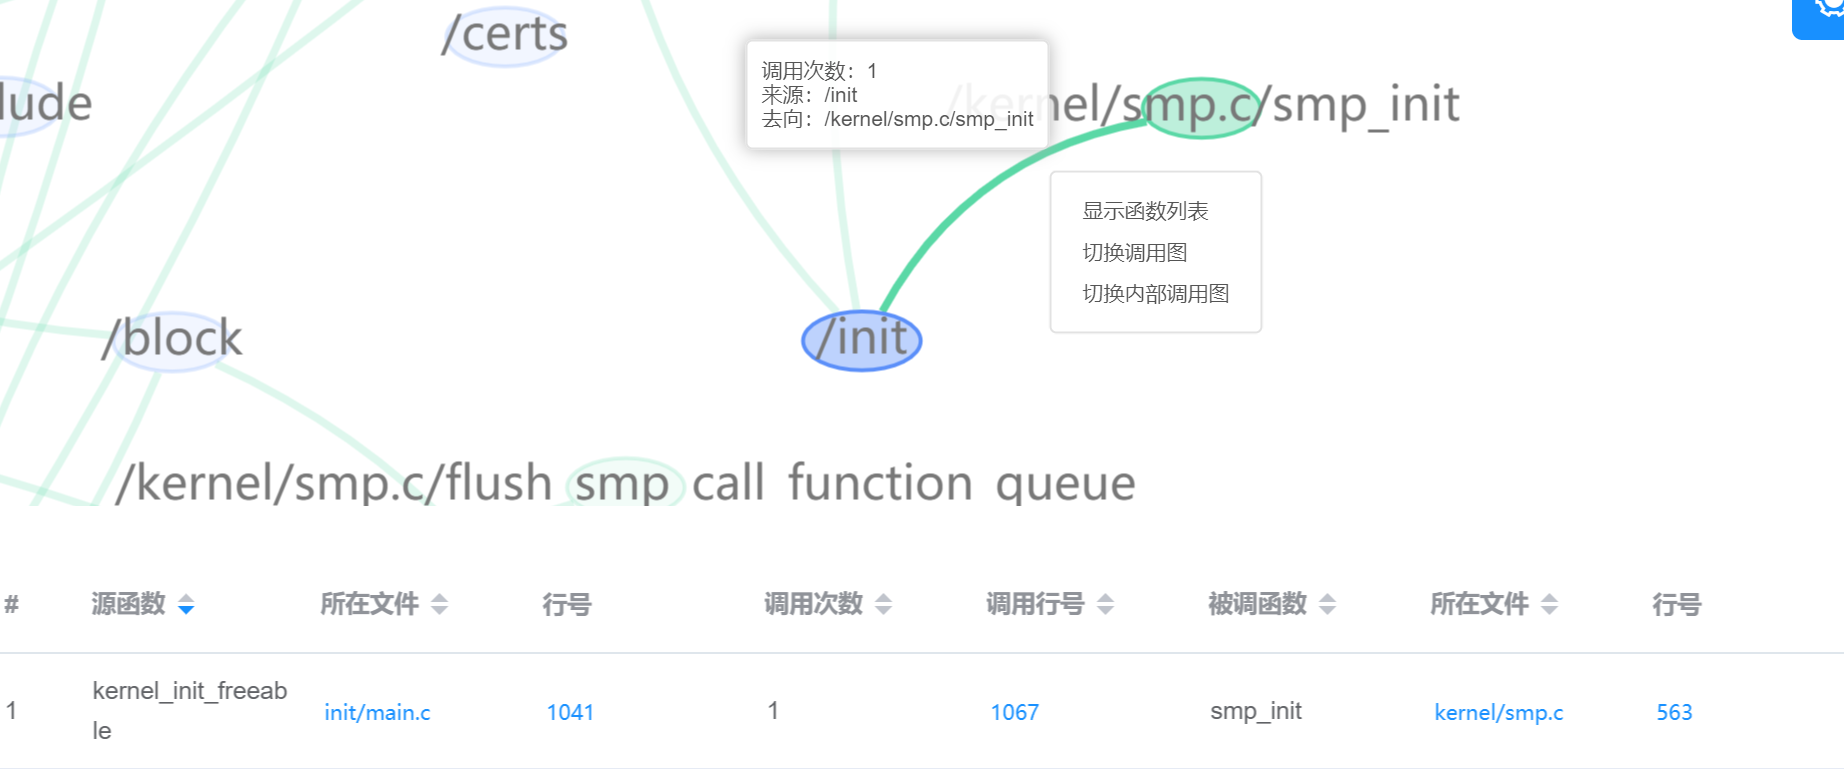 /certs
lude
调用次数：1
来源：/init
去向：/kernel/smp.c/smp_init
/kernel/smp.c/smp_init
显示函数列表
切换调用图
切换内部调用图
/block
/init
/kernel/smp.c/flush_smp_call_function_queue
# 源函数 所在文件 行号 调用次数 调用行号 被调函数 所在文件 行号
1 kernel_init_freeab init/main.c 1041 1 1067 smp_init kernel/smp.c 563
le